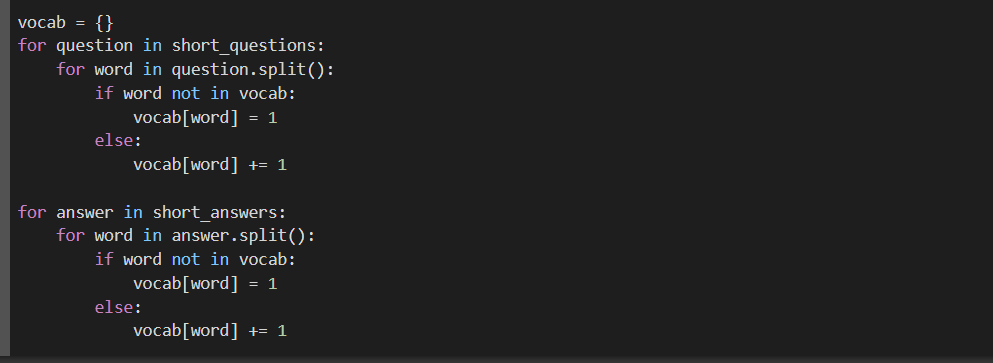 vocab = {}
for question in short_questions:
    for word in question.split():
        if word not in vocab:
            vocab[word] = 1
        else:
            vocab[word] += 1

for answer in short_answers:
    for word in answer.split():
        if word not in vocab:
            vocab[word] = 1
        else:
            vocab[word] += 1